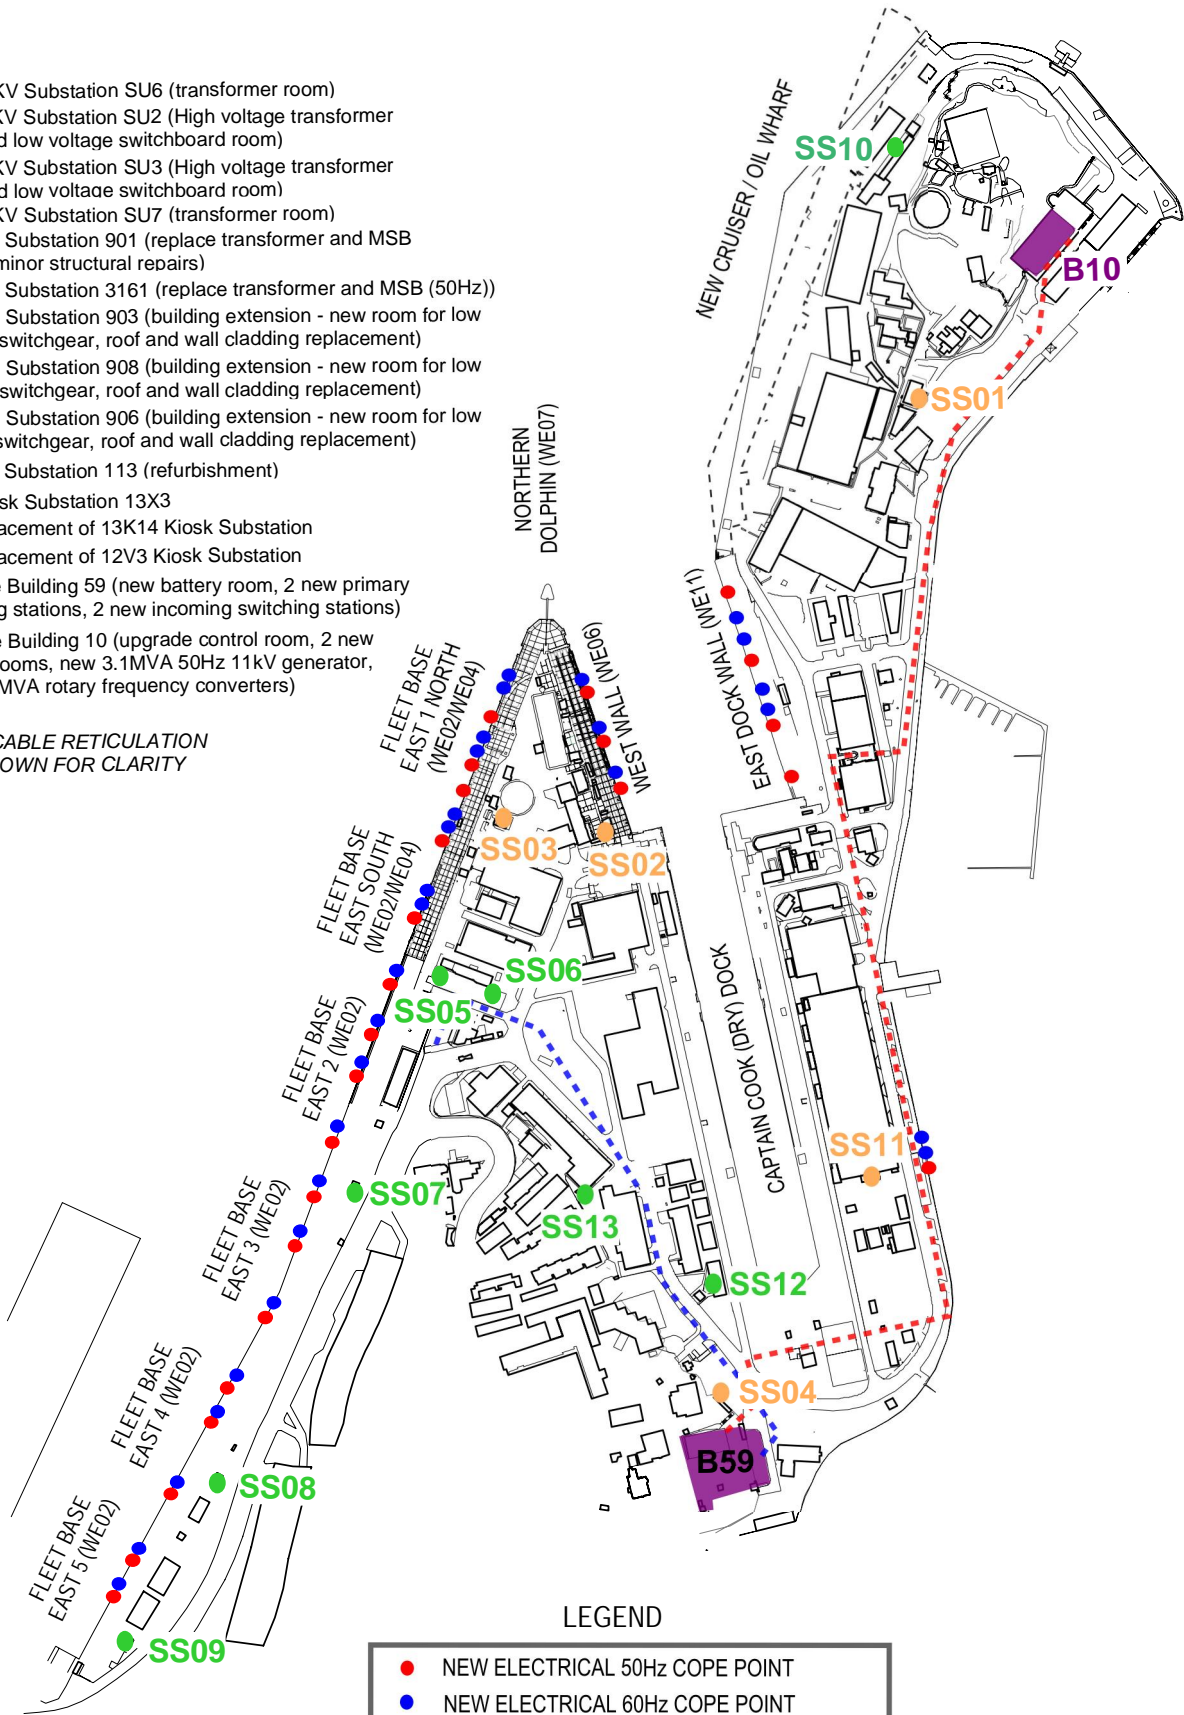 KV Substation SU6 (transformer room)
KV Substation SU2 (High voltage transformer
d low voltage switchboard room)
KV Substation SU3 (High voltage transformer
d low voltage switchboard room)
KV Substation SU7 (transformer room)
Substation 901 (replace transformer and MSB
minor structural repairs)
Substation 3161 (replace transformer and MSB (50Hz))
Substation 903 (building extension - new room for low
switchgear, roof and wall cladding replacement)
Substation 908 (building extension - new room for low
switchgear, roof and wall cladding replacement)
Substation 906 (building extension - new room for low
switchgear, roof and wall cladding replacement)
Substation 113 (refurbishment)
sk Substation 13X3
acement of 13K14 Kiosk Substation
acement of 12V3 Kiosk Substation
e Building 59 (new battery room, 2 new primary
g stations, 2 new incoming switching stations)
e Building 10 (upgrade control room, 2 new
ooms, new 3.1MVA 50Hz 11kV generator,
MVA rotary frequency converters)
CABLE RETICULATION
OWN FOR CLARITY
NEW CRUISER / OIL WHARF
SS10
B10
SS01
NORTHERN
DOLPHIN (WE07)
EAST DOCK WALL (WE11)
WEST WALL (WE06)
FLEET BASE
EAST 1 NORTH
(WE02/WE04)
SS03
SS02
FLEET BASE
EAST SOUTH
(WE02/WE04)
SS06
SS05
CAPTAIN COOK (DRY) DOCK
FLEET BASE
EAST 2 (WE02)
SS11
SS07
SS13
FLEET BASE
EAST 3 (WE02)
SS12
FLEET BASE
EAST 4 (WE02)
SS04
B59
SS08
FLEET BASE
EAST 5 (WE02)
SS09
LEGEND
NEW ELECTRICAL 50Hz COPE POINT
NEW ELECTRICAL 60Hz COPE POINT